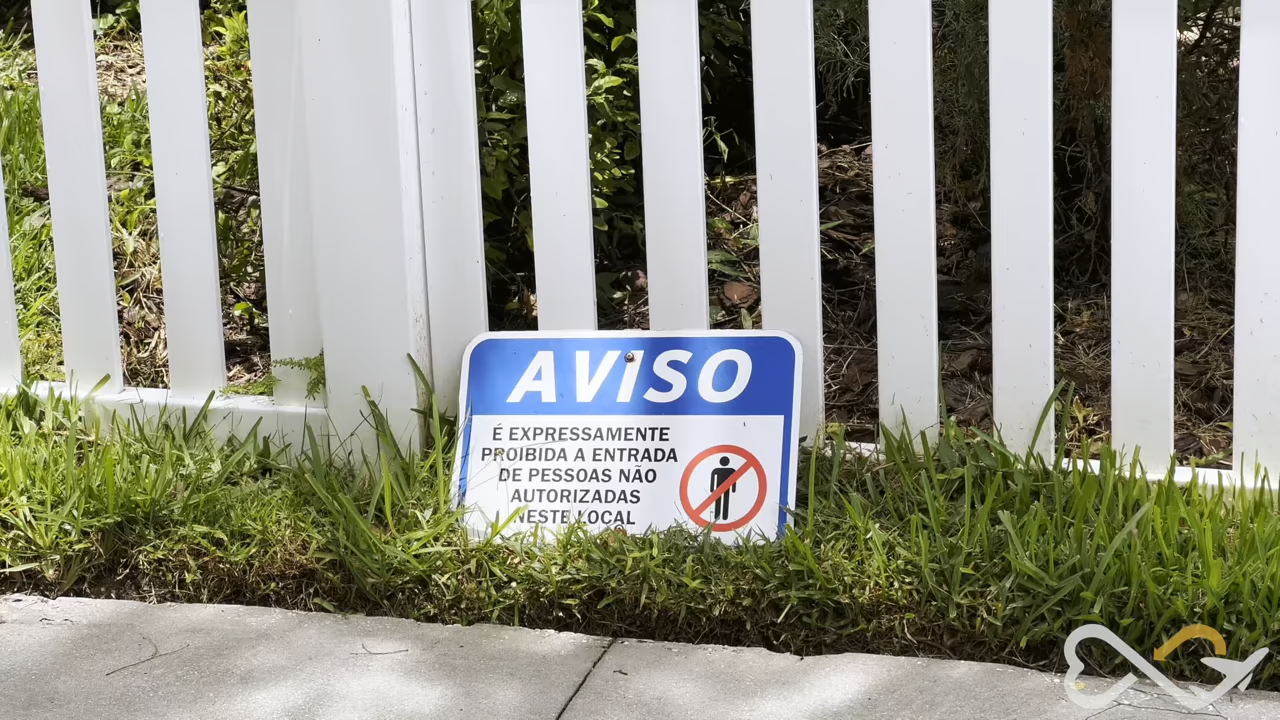 AVISO
É EXPRESSAMENTE
PROIBIDA A ENTRADA
DE PESSOAS NÃO
AUTORIZADAS
NESTE LOCAL